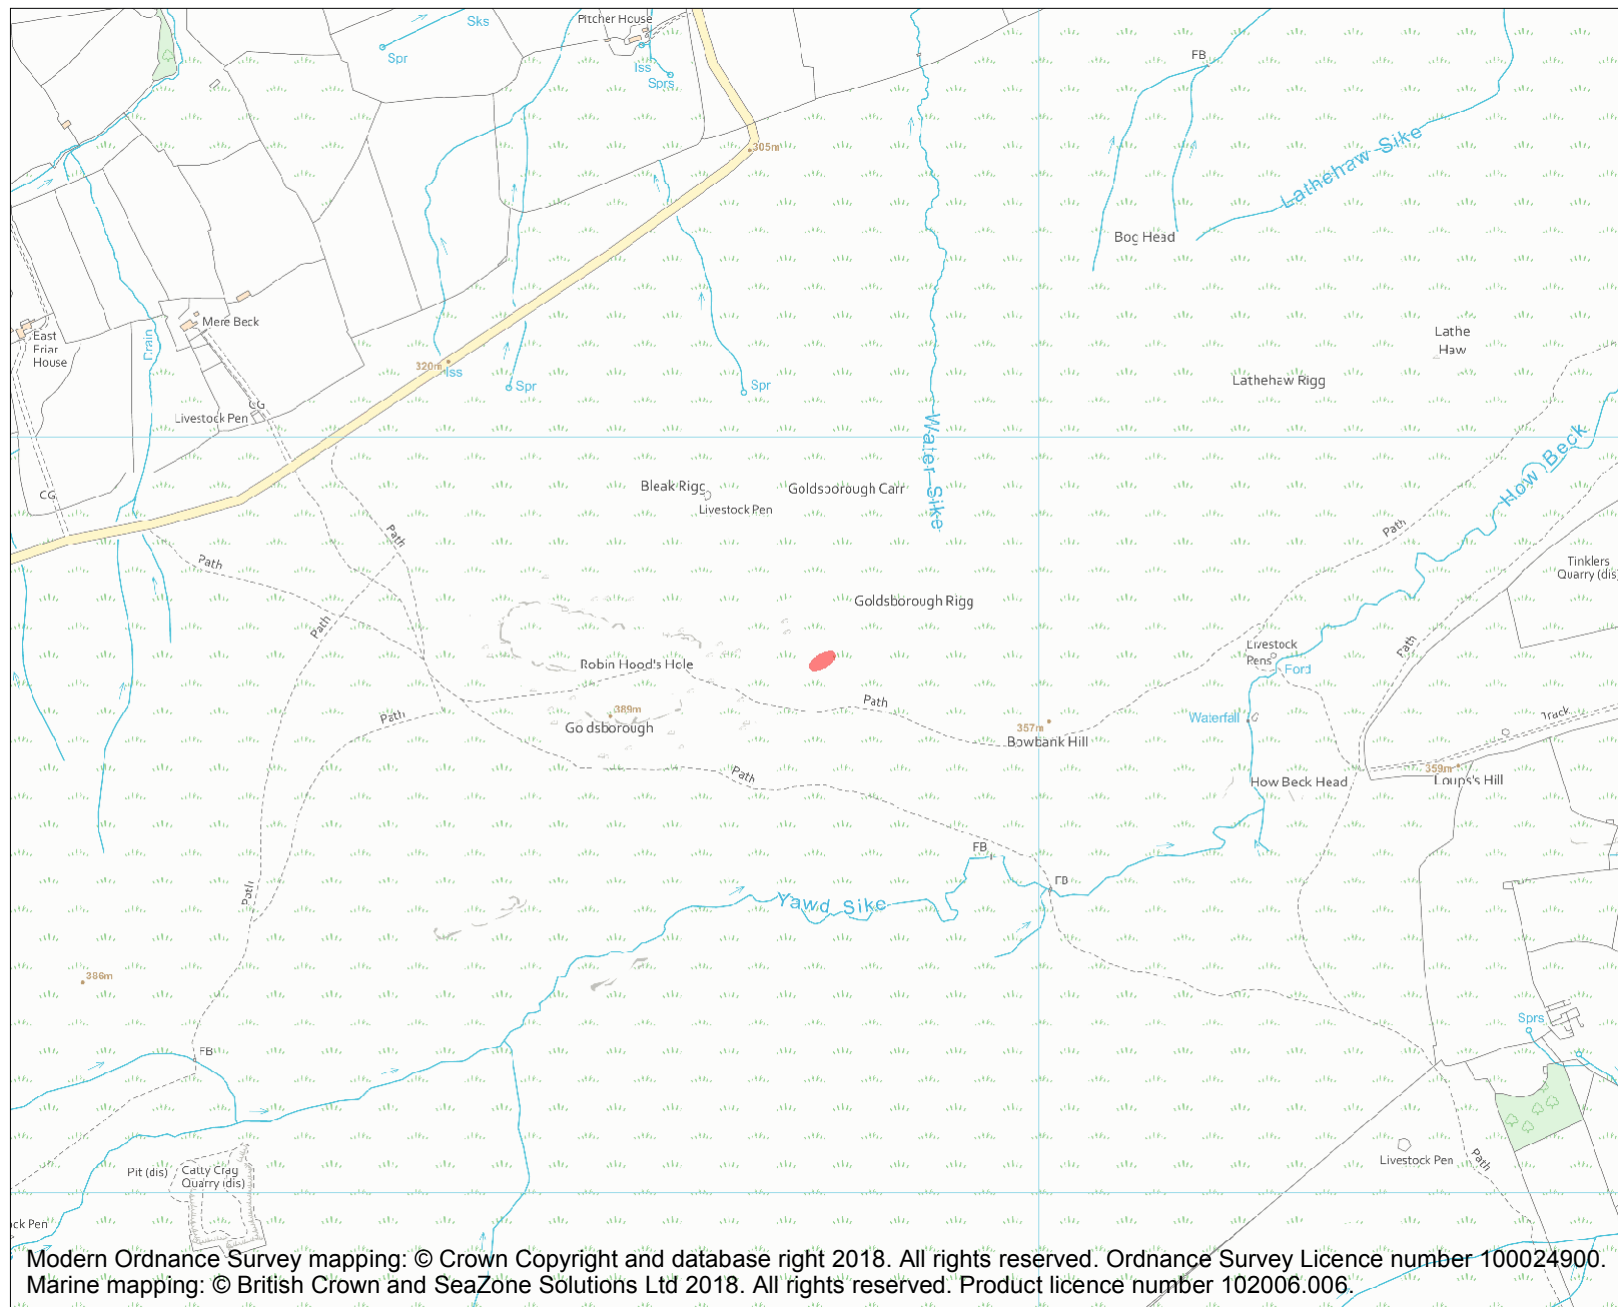 Pitcher House
Sks
Spr
Iss
Sprs
FB
305m
Lathehaw Sike
Bog Head
Mere Beck
East
Friar
House
Drain
Lathe
Haw
320m
Iss
Spr
Spr
Lathehaw Rigg
CG
Livestock Pen
Water Sike
How Beck
CG
Bleak Rigg
Goldsborough Carr
Livestock Pen
Path
Path
Path
Tinklers
Quarry (dis)
Goldsborough Rigg
Path
Robin Hood's Hole
Livestock
Pens
Ford
Path
Path
Path
389m
Goldsborough
357m
Bowbank Hill
Waterfall
Track
Path
359m
Loups's Hill
How Beck Head
FB
FB
Path
Yawd Sike
386m
FB
Sprs
Pit (dis)
Catty Crag
Quarry (dis)
Livestock Pen
Path
ck Pen
Modern Ordnance Survey mapping: © Crown Copyright and database right 2018. All rights reserved. Ordnance Survey Licence number 100024900.
Marine mapping: © British Crown and SeaZone Solutions Ltd 2018. All rights reserved. Product licence number 102006.006.